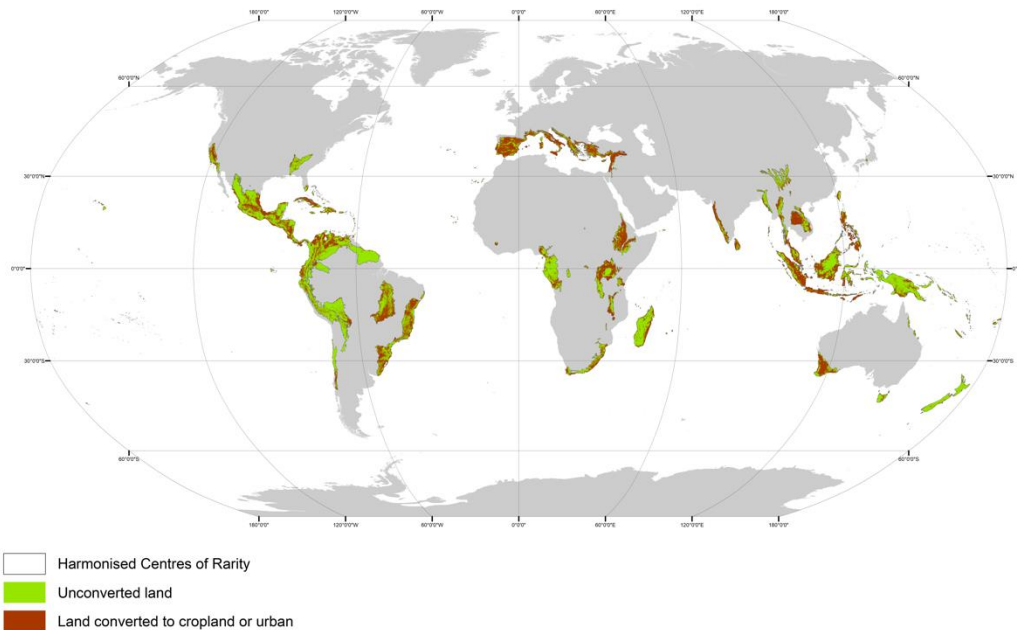 180°0'0" 120°0'0"W 60°0'0"W 0°0'0" 60°0'0"E 120°0'0"E 180°0'0"
60°0'0"N 60°0'0"N
30°0'0"N 30°0'0"N
0°0'0" 0°
30°0'0"S 30°0'0"S
60°0'0"S 60°0'0"S
180°0'0" 120°0'0"W 60°0'0"W 0°0'0" 60°0'0"E 120°0'0"E 180°0'0"
Harmonised Centres of Rarity
Unconverted land
Land converted to cropland or urban